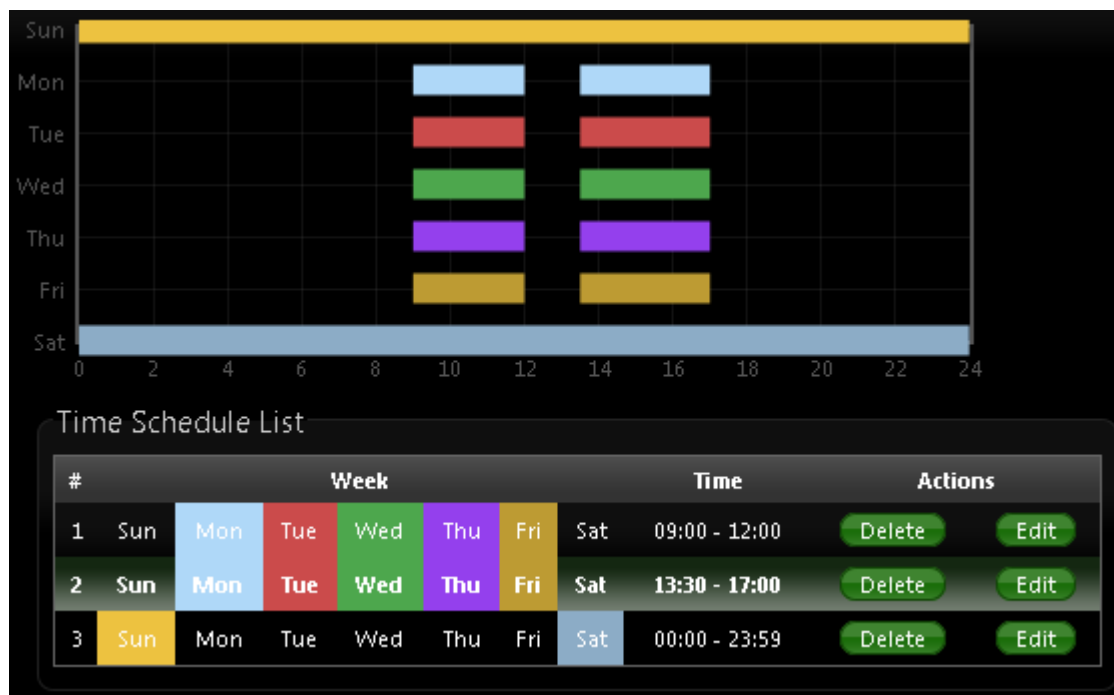 Sun
Mon
Tue
Wed
Thu
Fri
Sat
0 2 4 6 8 10 12 14 16 18 20 22 24
Time Schedule List
# Week Time Actions
1 Sun Mon Tue Wed Thu Fri Sat 09:00 - 12:00 Delete Edit
2 Sun Mon Tue Wed Thu Fri Sat 13:30 - 17:00 Delete Edit
3 Sun Mon Tue Wed Thu Fri Sat 00:00 - 23:59 Delete Edit